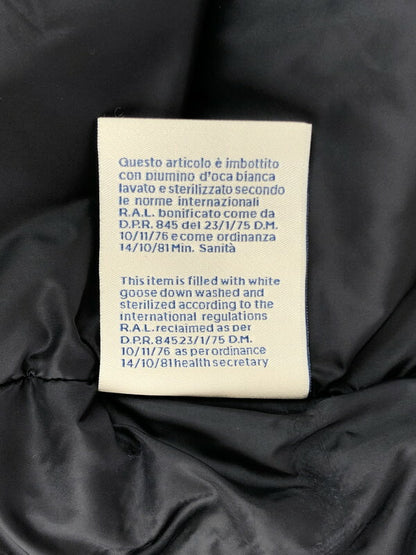 Questo articolo è imbottito
con piumino d'oca bianca
lavato e sterilizzato secondo
le norme internazionali
R.A.L. bonificato come da
D.P.R. 845 del 23/1/75 D.M.
10/11/76 e come ordinanza
14/10/81 Min. Sanità
This item is filled with white
goose down washed and
sterilized according to the
international regulations
R.A.L. reclaimed as per
D.P.R. 84523/1/75 D.M.
10/11/76 as per ordinance
14/10/81 health secretary